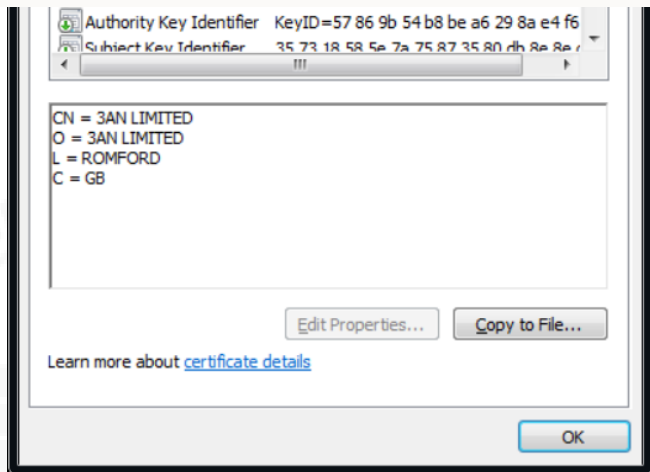 Authority Key Identifier KeyID=57 86 9b 54 b8 be a6 29 8a e4 f6
Subject Key Identifier 35 73 18 58 5e 7a 75 87 35 80 db 8e 8e
CN = 3AN LIMITED
O = 3AN LIMITED
L = ROMFORD
C = GB
Edit Properties...
Copy to File...
Learn more about certificate details
OK